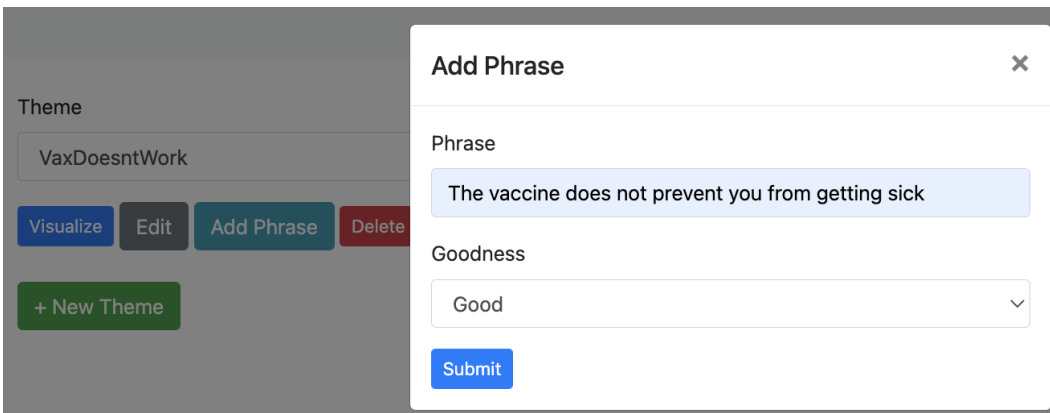 Theme
VaxDoesntWork
Visualize Edit Add Phrase Delete
+ New Theme
Add Phrase ×
Phrase
The vaccine does not prevent you from getting sick
Goodness
Good
Submit